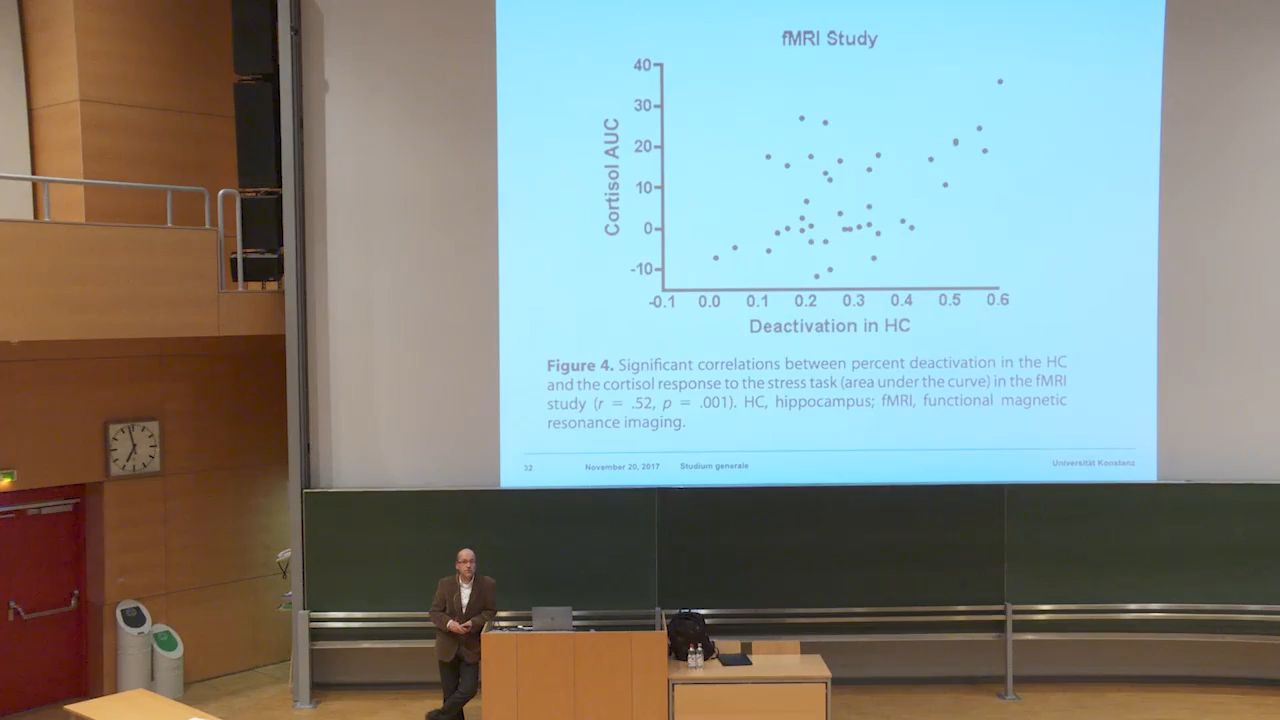 fMRI Study
40
30
20
10
0
-10
Cortisol AUC
-0.1 0.0 0.1 0.2 0.3 0.4 0.5 0.6
Deactivation in HC
Figure 4. Significant correlations between percent deactivation in the HC
and the cortisol response to the stress task (area under the curve) in the fMRI
study (r = .52, p = .001). HC, hippocampus; fMRI, functional magnetic
resonance imaging.
32 November 20, 2017 Studium generale Universität Konstanz